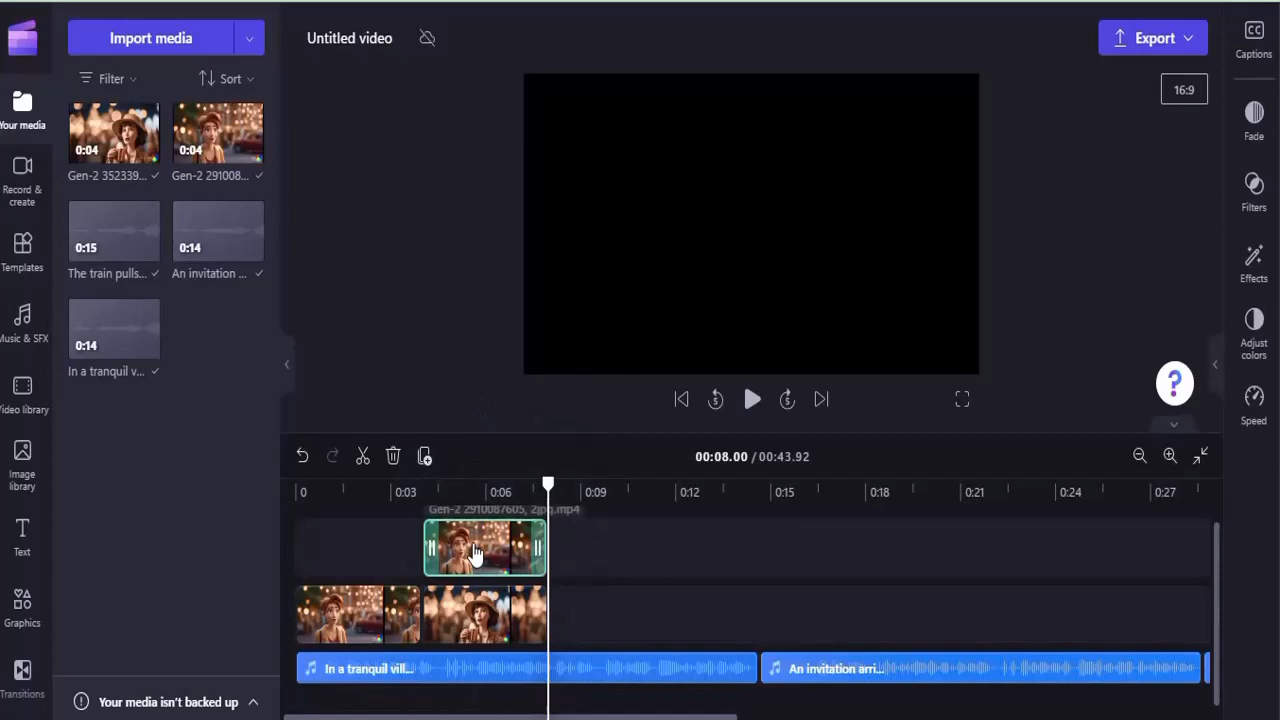 Import media
Untitled video
Export
Captions
Filter
Sort
16:9
Your media
0:04
0:04
Gen-2 352339...
Gen-2 291008...
Fade
Record &
create
Filters
0:15
0:14
Templates
The train pulls...
An invitation ...
Effects
Music & SFX
0:14
Adjust
colors
In a tranquil v...
5
5
?
Video library
Speed
00:08.00 / 00:43.92
Image
library
0
0:03
0:06
0:09
0:12
0:15
0:18
0:21
0:24
0:27
Gen-2 2910087605, 2jpg.mp4
Text
Graphics
In a tranquil vill...
An invitation arri...
Transitions
Your media isn't backed up